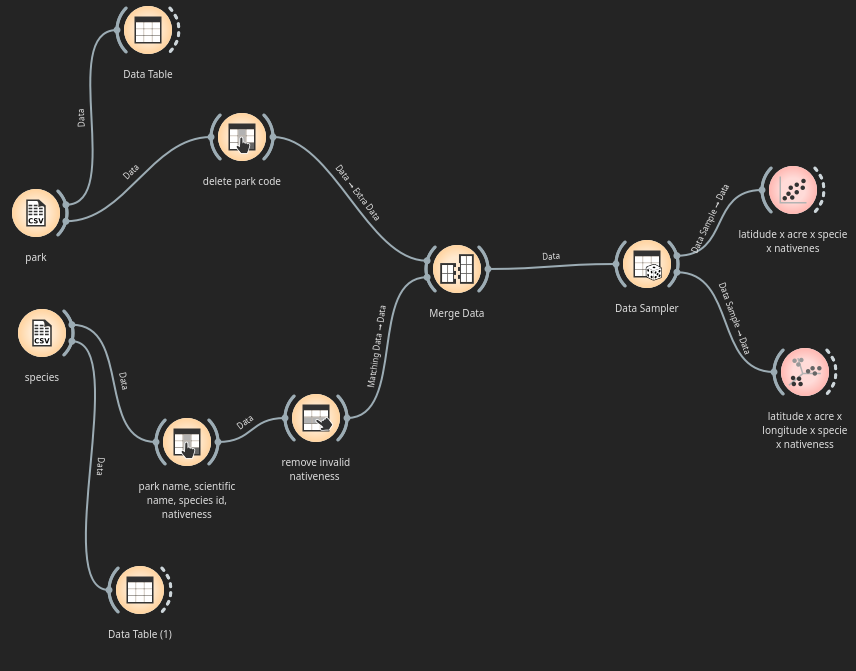 Data Table
Data
Data
delete park code
Data → Extra Data
CSV
park
Data
Merge Data
Data Sampler
Data Sample → Data
latidude x acre x specie
x nativenes
Data Sample → Data
latitude x acre x
longitude x specie
x nativeness
CSV
species
Data
Data
Matching Data → Data
Data
remove invalid
nativeness
park name, scientific
name, species id,
nativeness
Data Table (1)